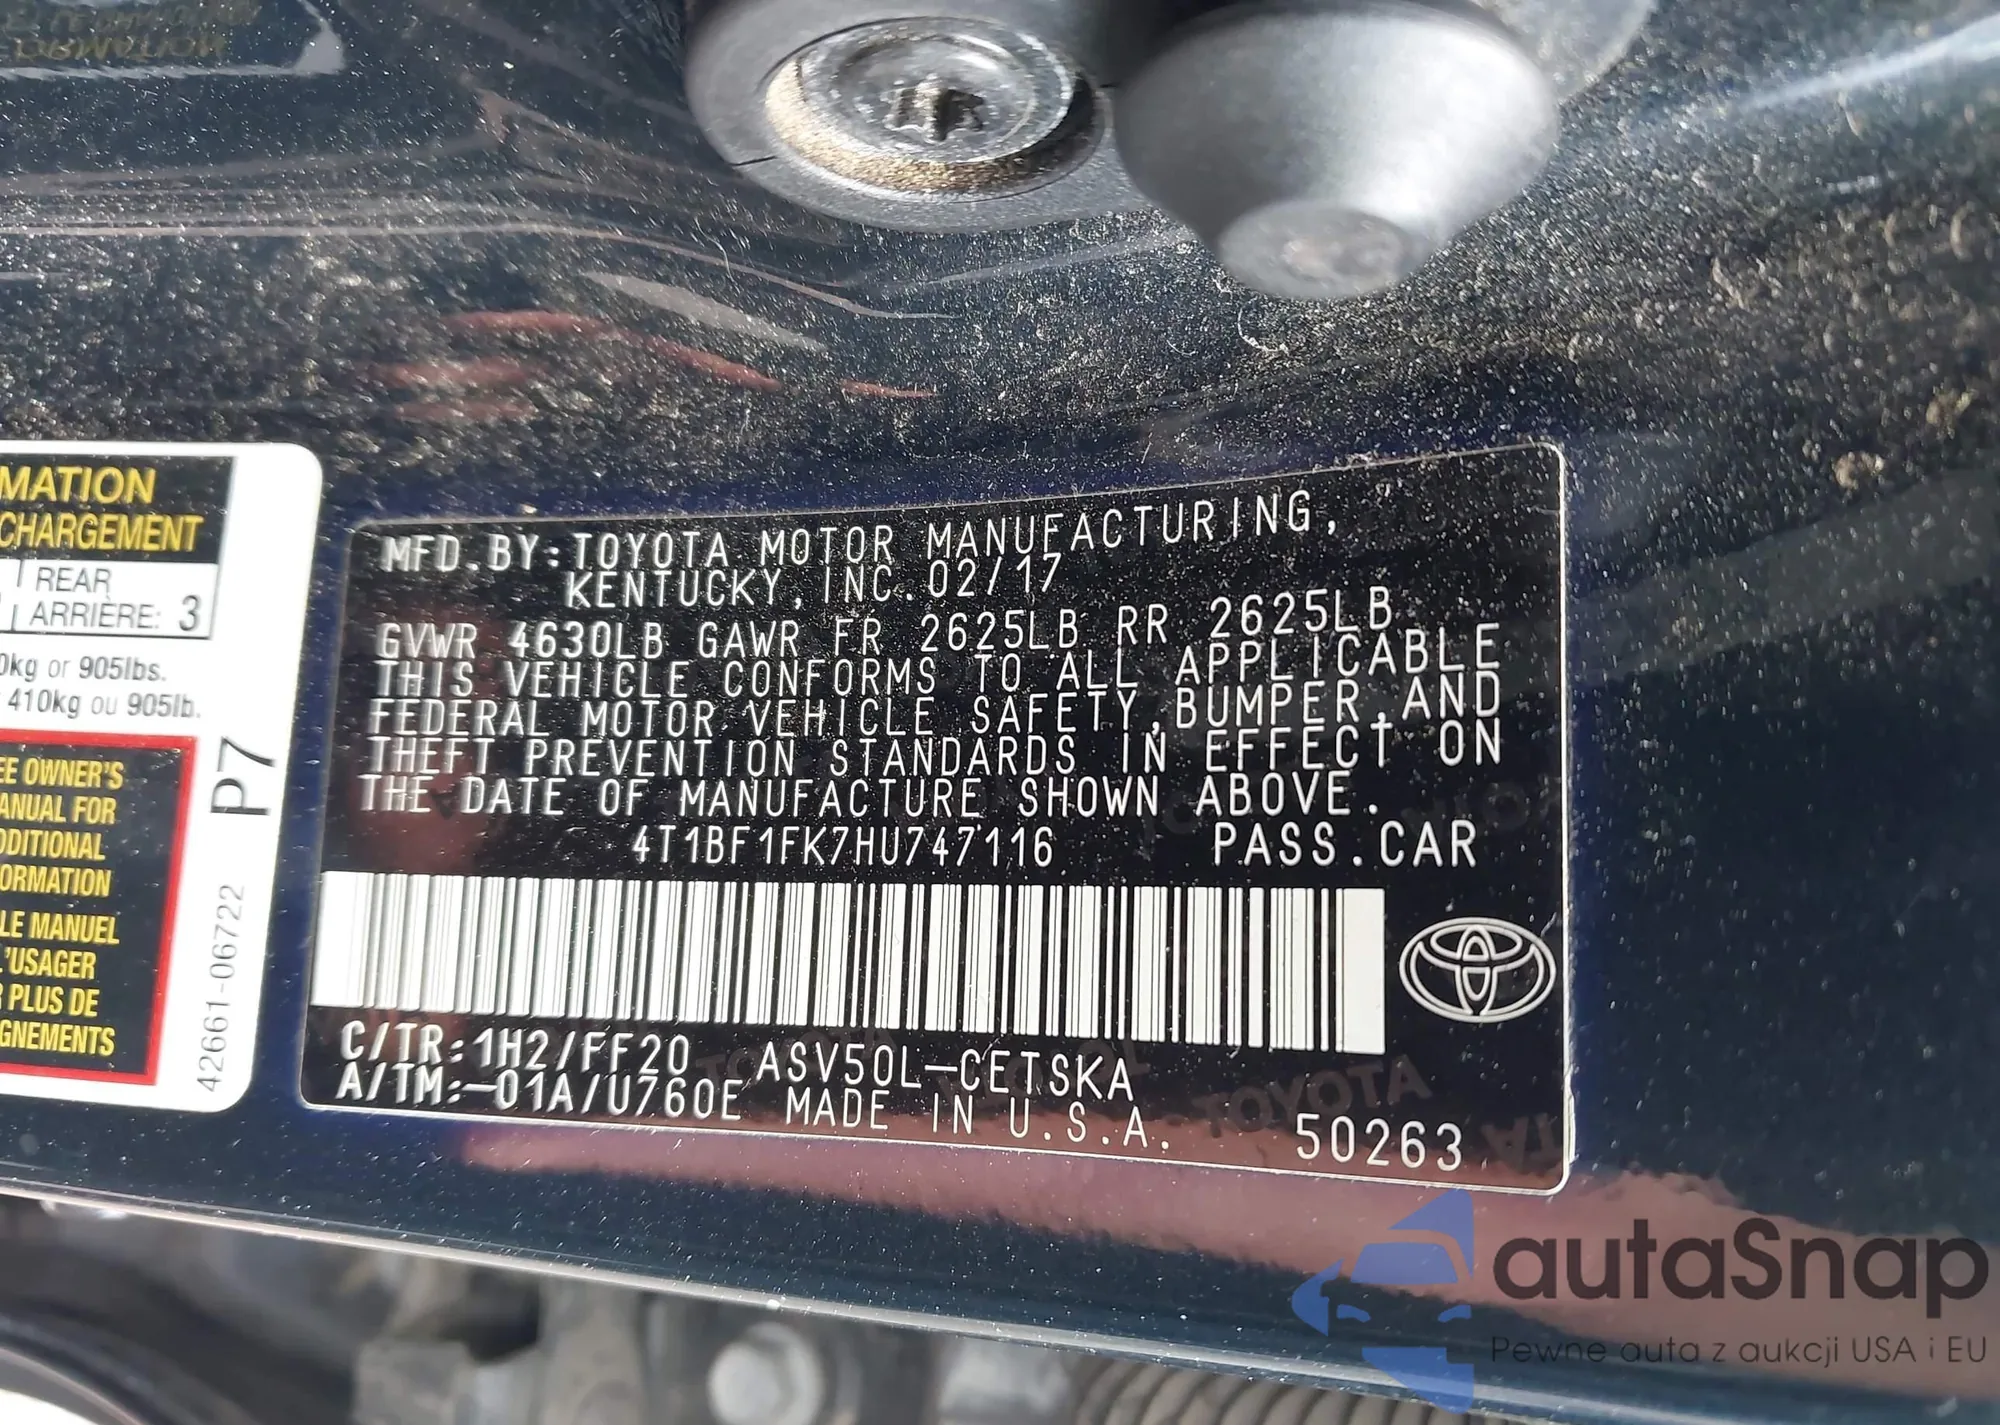 ORMATION
MATION
CHARGEMENT
REAR
ARRIÈRE: 3
0kg or 905lbs.
410kg ou 905lb.
EE OWNER'S
ANUAL FOR
DDITIONAL
ORMATION
LE MANUEL
L'USAGER
R PLUS DE
GNEMENTS
P7
42661-06722
MFD.BY:TOYOTA MOTOR MANUFACTURING,
KENTUCKY, INC. 02/17
GVWR 4630LB GAWR FR 2625LB RR 2625LB
THIS VEHICLE CONFORMS TO ALL APPLICABLE
FEDERAL MOTOR VEHICLE SAFETY,BUMPER,AND
THEFT PREVENTION STANDARDS IN EFFECT ON
THE DATE OF MANUFACTURE SHOWN ABOVE.
4T1BF1FK7HU747116 PASS.CAR
C/TR:1H2/FF20 ASV50L-CETSKA
A/TM:-01A/U760E MADE IN U.S.A. 50263
TOYOTA
autaSnap
Pewne auta z aukcji USA i EU